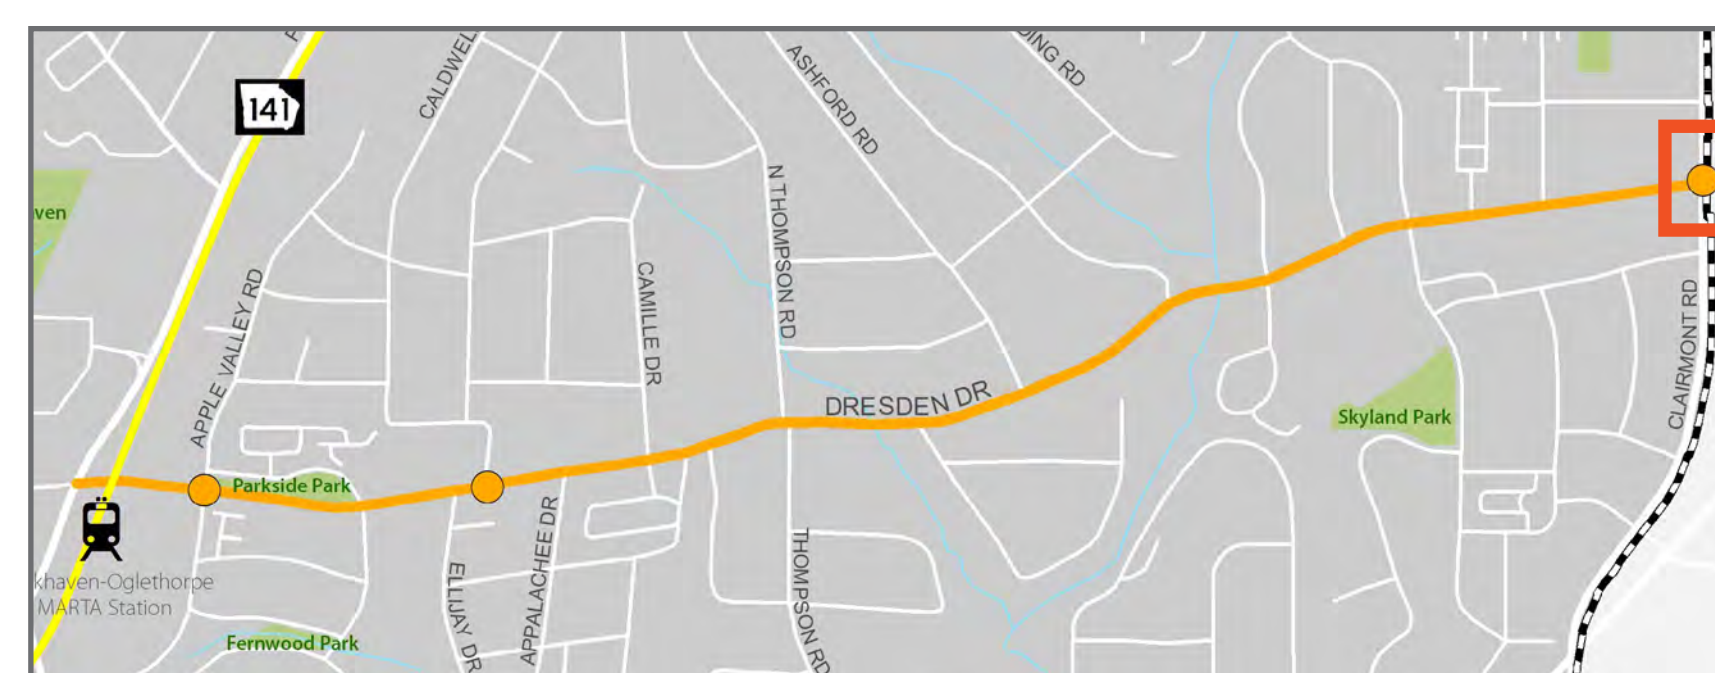 CALDWEL
DING RD
141
ASHFORD RD
ven
N THOMPSON RD
APPLE VALLEY RD
CAMILLE DR
CLAIRMONT RD
DRESDEN DR
Skyland Park
Parkside Park
khaven-Oglethorpe
MARTA Station
ELLIJAY DR
APPALACHEE DR
THOMPSON RD
Fernwood Park